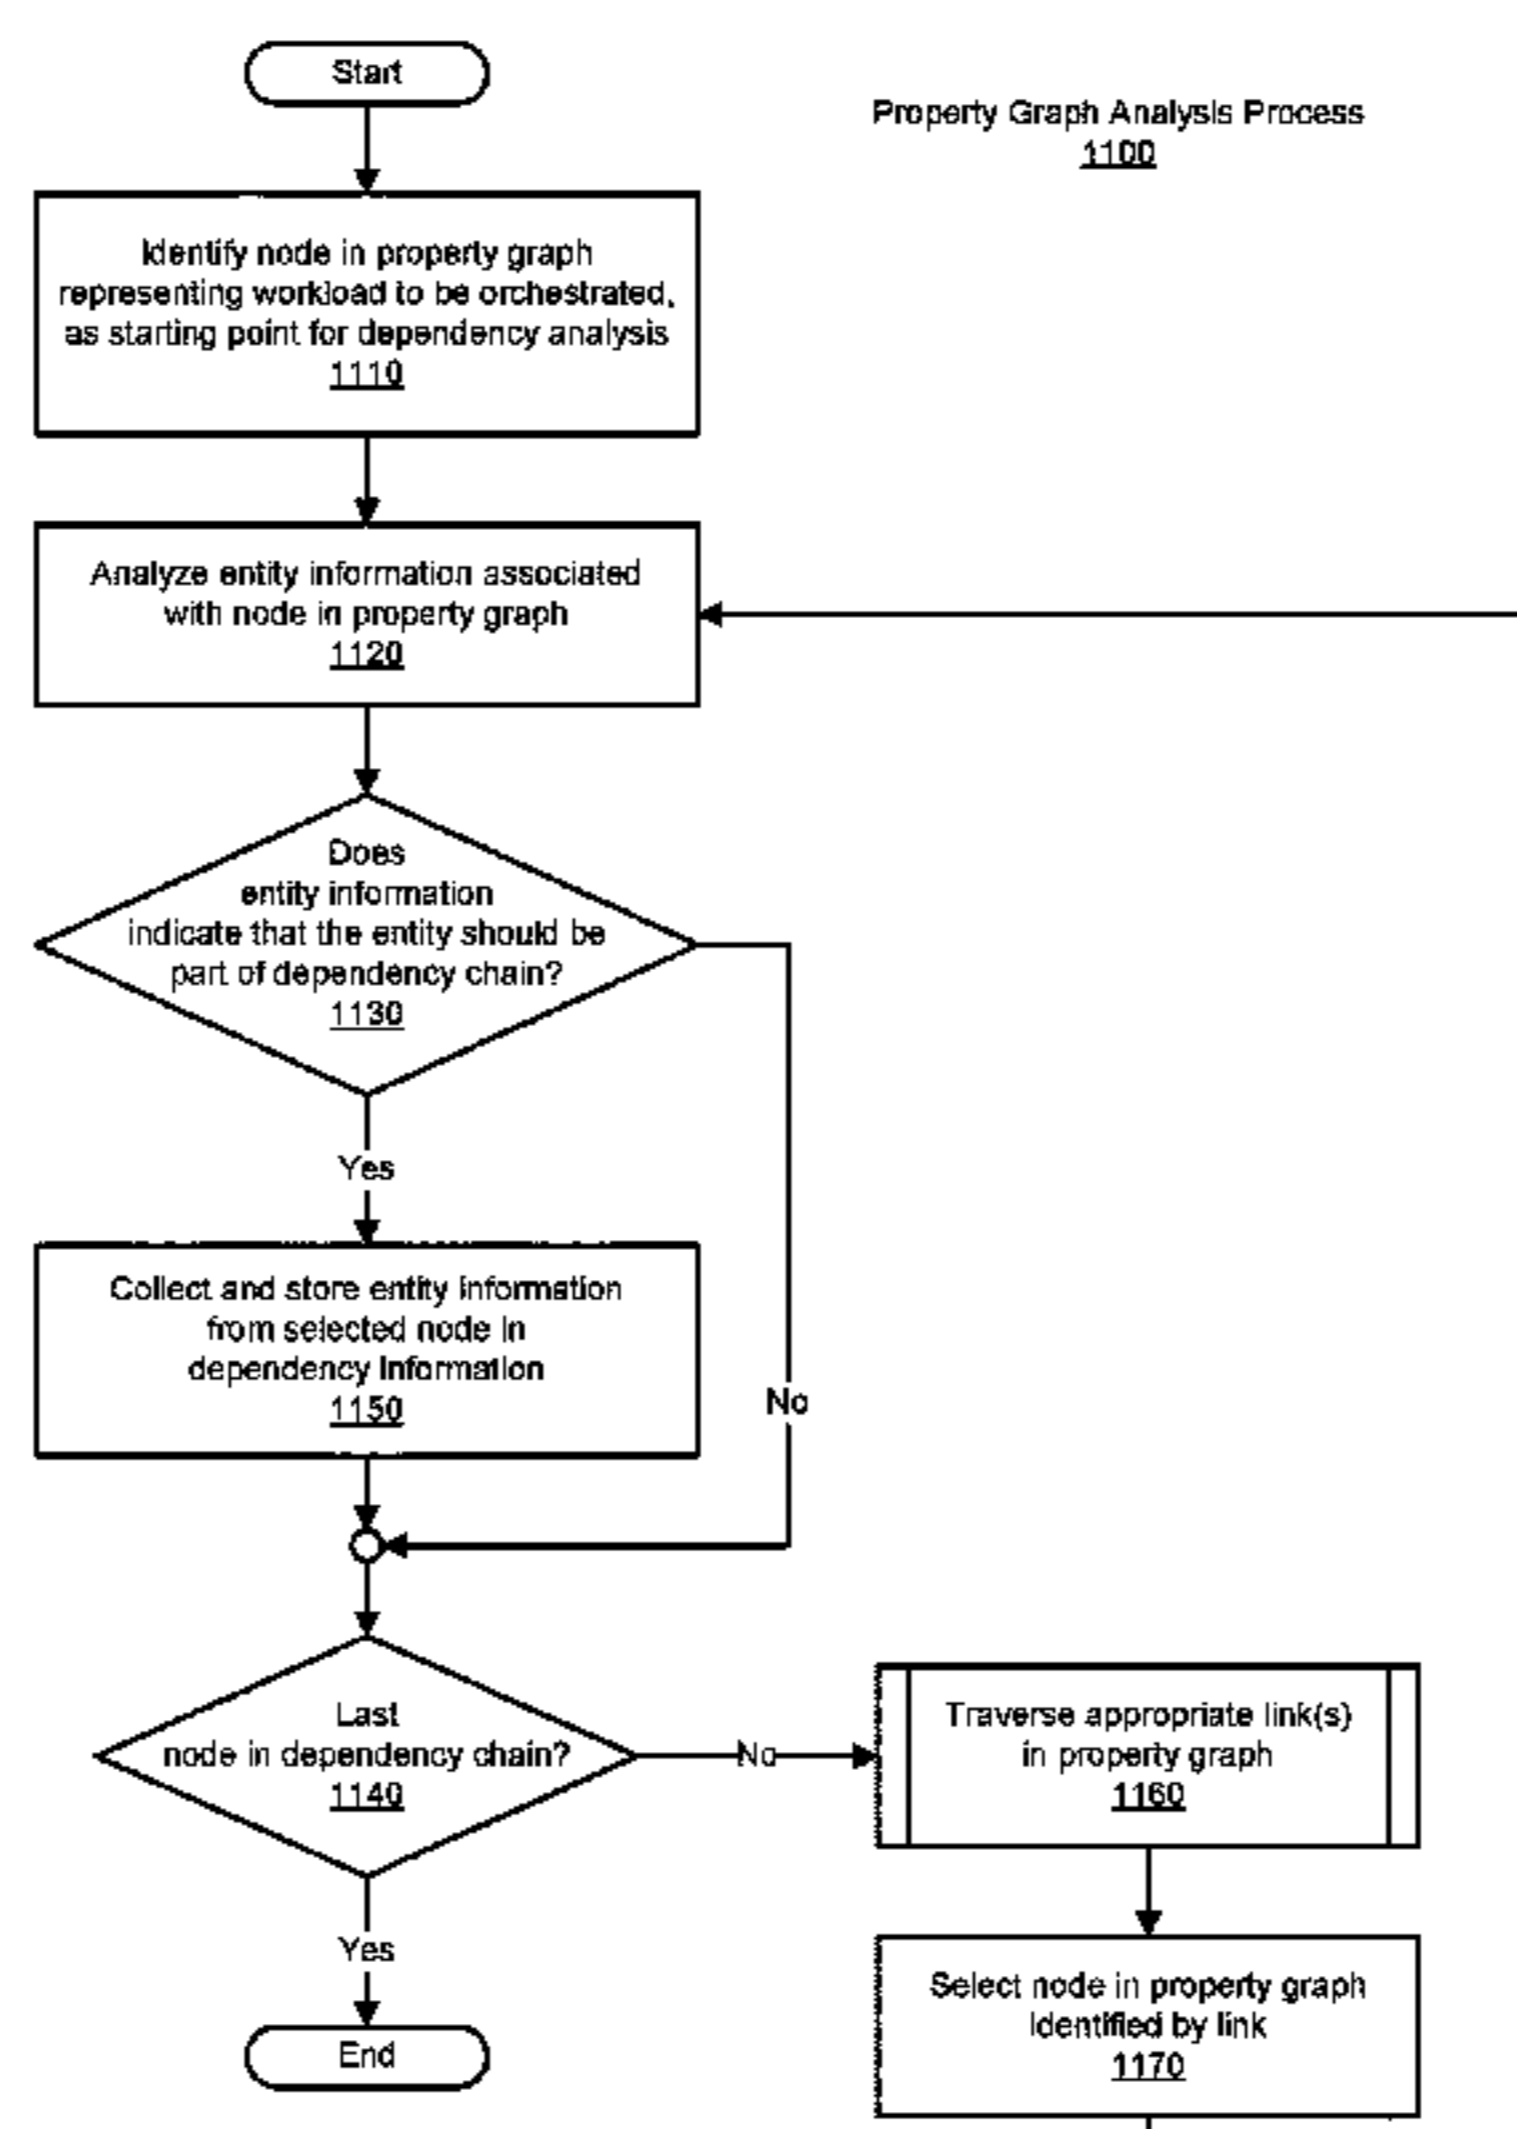 Start
Property Graph Analysis Process
1100
Identify node in property graph
representing workload to be orchestrated,
as starting point for dependency analysis
1110
Analyze entity information associated
with node in property graph
1120
Does
entity information
indicate that the entity should be
part of dependency chain?
1130
Yes
Collect and store entity information
from selected node in
dependency information
1150
No
Last
node in dependency chain?
1140
No
Traverse appropriate link(s)
in property graph
1160
Yes
Select node in property graph
identified by link
1170
End